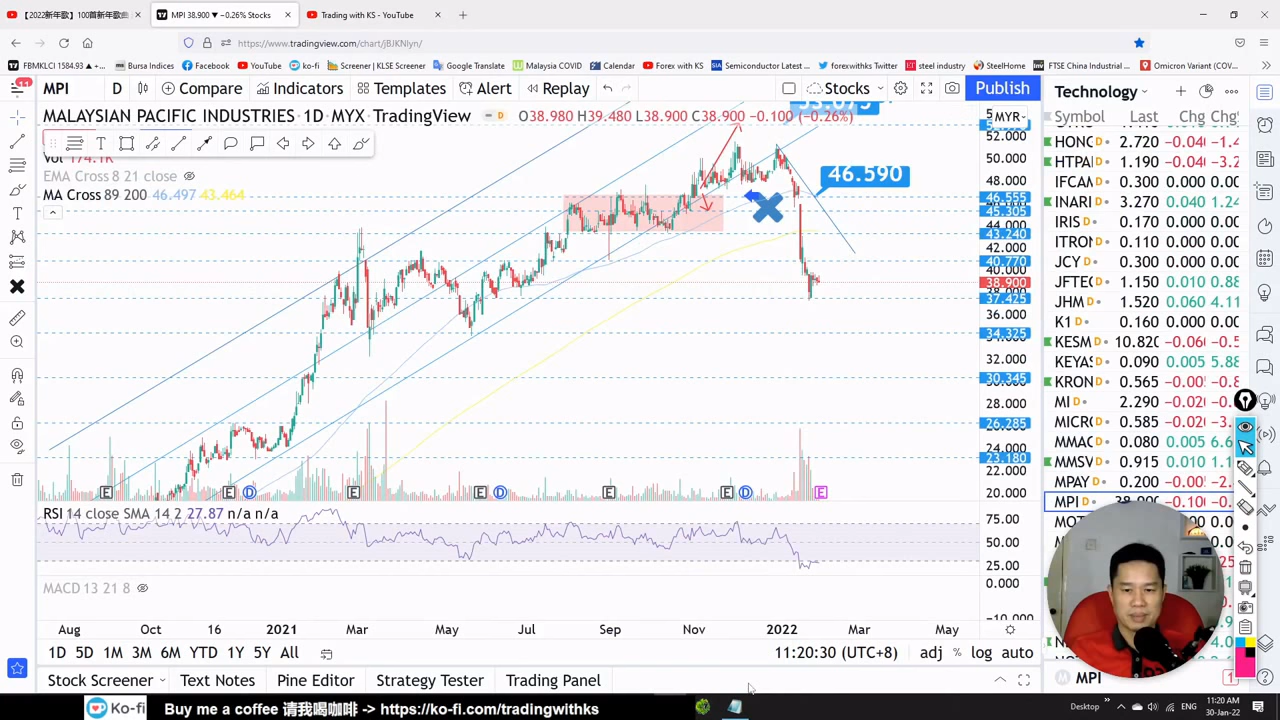 【2022新年歌】100首新年歌曲
MPI 38.900 ▼ −0.26% Stocks
Trading with KS - YouTube
https://www.tradingview.com/chart/jBJKNlyn/
FBMKLCI 1584.93 ▲ +...
Bursa Indices
Facebook
YouTube
ko-fi
Screener | KLSE Screener
Google Translate
Malaysia COVID
Calendar
Forex with KS
Semiconductor Latest ...
forexwithks Twitter
steel industry
SteelHome
FTSE China Industrial ...
Omicron Variant (COV...
11
MPI
D
Compare
Indicators
Templates
Alert
Replay
Stocks
Publish
Technology
MALAYSIAN PACIFIC INDUSTRIES · 1D · MYX · TradingView
D
O38.980 H39.480 L38.900 C38.900 −0.100 (−0.26%)
MYR
Vol 174.1K
EMA Cross 8 21 close
MA Cross 89 200 46.497 43.464
46.590
52.000
50.000
46.555
45.305
44.000
43.240
42.000
40.770
40.000
38.900
37.425
36.000
34.325
32.000
30.345
28.000
26.285
24.000
23.180
22.000
20.000
Symbol Last Chg Chg%
HONC 2.720 −0.04 −1.4
HTPA 1.190 −0.04 −3.2
IFCAM 0.300 0.000 0.00
INARI 3.270 0.040 1.24
IRIS 0.170 0.000 0.00
ITRON 0.110 0.000 0.00
JCY 0.300 0.000 0.00
JFTEC 1.150 0.010 0.88
JHM 1.520 0.060 4.11
K1 0.160 0.000 0.00
KESM 10.820 −0.06 −0.5
KEYAS 0.090 0.005 5.88
KRON 0.565 −0.00 −0.8
MI 2.290 −0.02
MICRC 0.585 −0.02 −3.
MMAC 0.080 0.005 6.6
MMSV 0.915 0.010 1.1
MPAY 0.200 −0.00
MPI 38.900 −0.10 −0.
E E D E E D E E D E
RSI 14 close SMA 14 2 27.87 n/a n/a
75.00
50.00
25.00
MACD 13 21 8
0.000
−10.000
Aug Oct 16 2021 Mar May Jul Sep Nov 2022 Mar May
1D 5D 1M 3M 6M YTD 1Y 5Y All
11:20:30 (UTC+8)
adj % log auto
Stock Screener
Text Notes
Pine Editor
Strategy Tester
Trading Panel
MPI
1
Ko-fi
Buy me a coffee 请我喝咖啡 -> https://ko-fi.com/tradingwithks
Desktop
ENG
11:20 AM
30-Jan-22